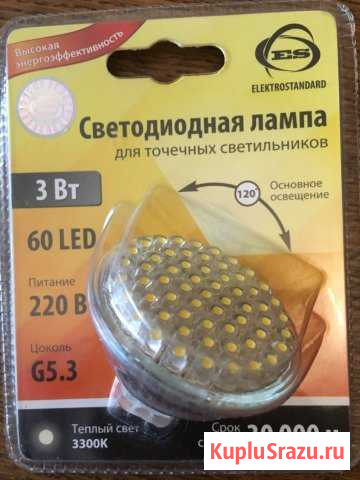 Высокая
энергоэффективность
ES
ELEKTROSTANDARD
Светодиодная лампа
для точечных светильников
3 Вт
120°
Основное
освещение
60 LED
Питание
220 В
Цоколь
G5.3
Теплый свет
3300K
Срок
KupluSrazu.ru